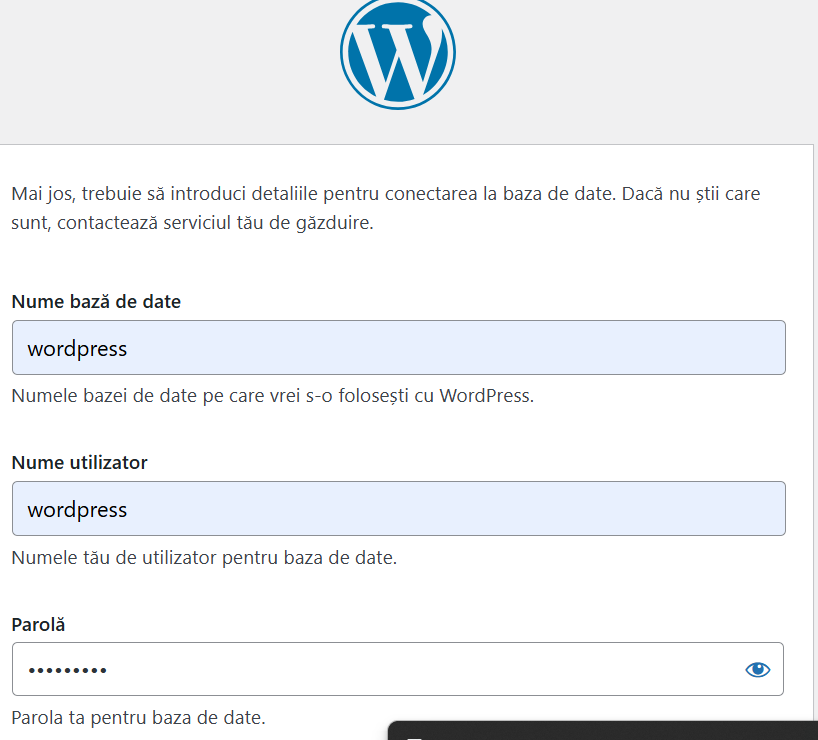 Mai jos, trebuie să introduci detaliile pentru conectarea la baza de date. Dacă nu știi care
sunt, contactează serviciul tău de găzduire.
Nume bază de date
wordpress
Numele bazei de date pe care vrei s-o folosești cu WordPress.
Nume utilizator
wordpress
Numele tău de utilizator pentru baza de date.
Parolă
•••••••••
Parola ta pentru baza de date.